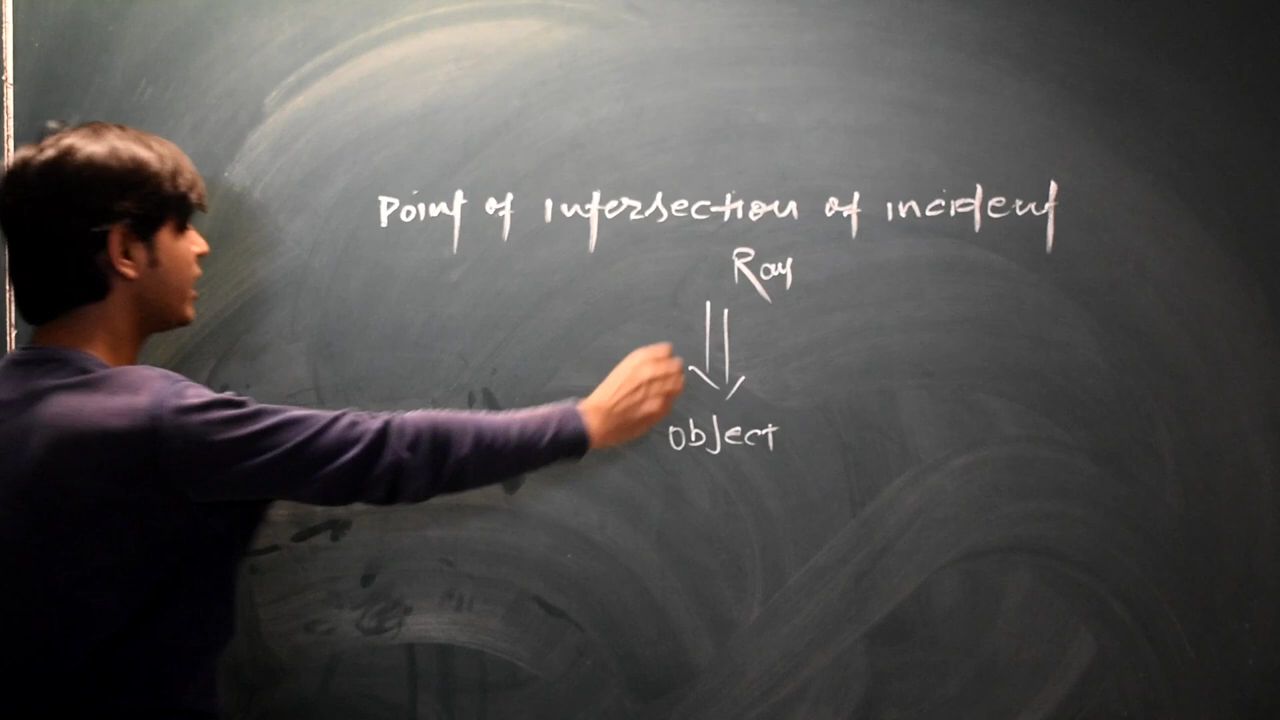 Point of intersection of incident
Ray
object